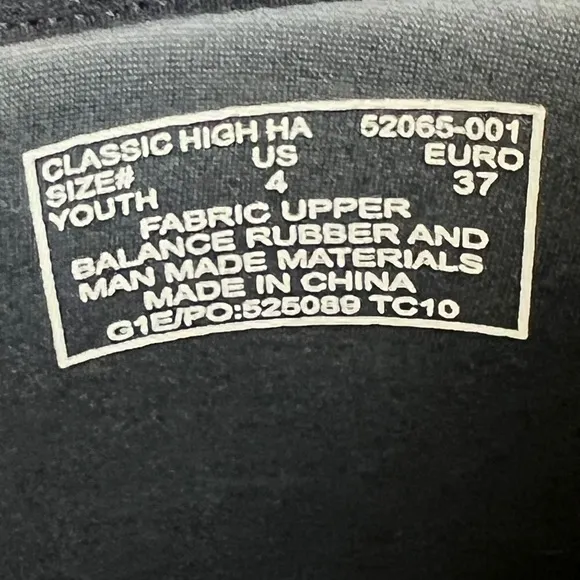 CLASSIC HIGH HA 52065-001
SIZE# US EURO
YOUTH 4 37
FABRIC UPPER
BALANCE RUBBER AND
MAN MADE MATERIALS
MADE IN CHINA
G1E/PO:525089 TC10